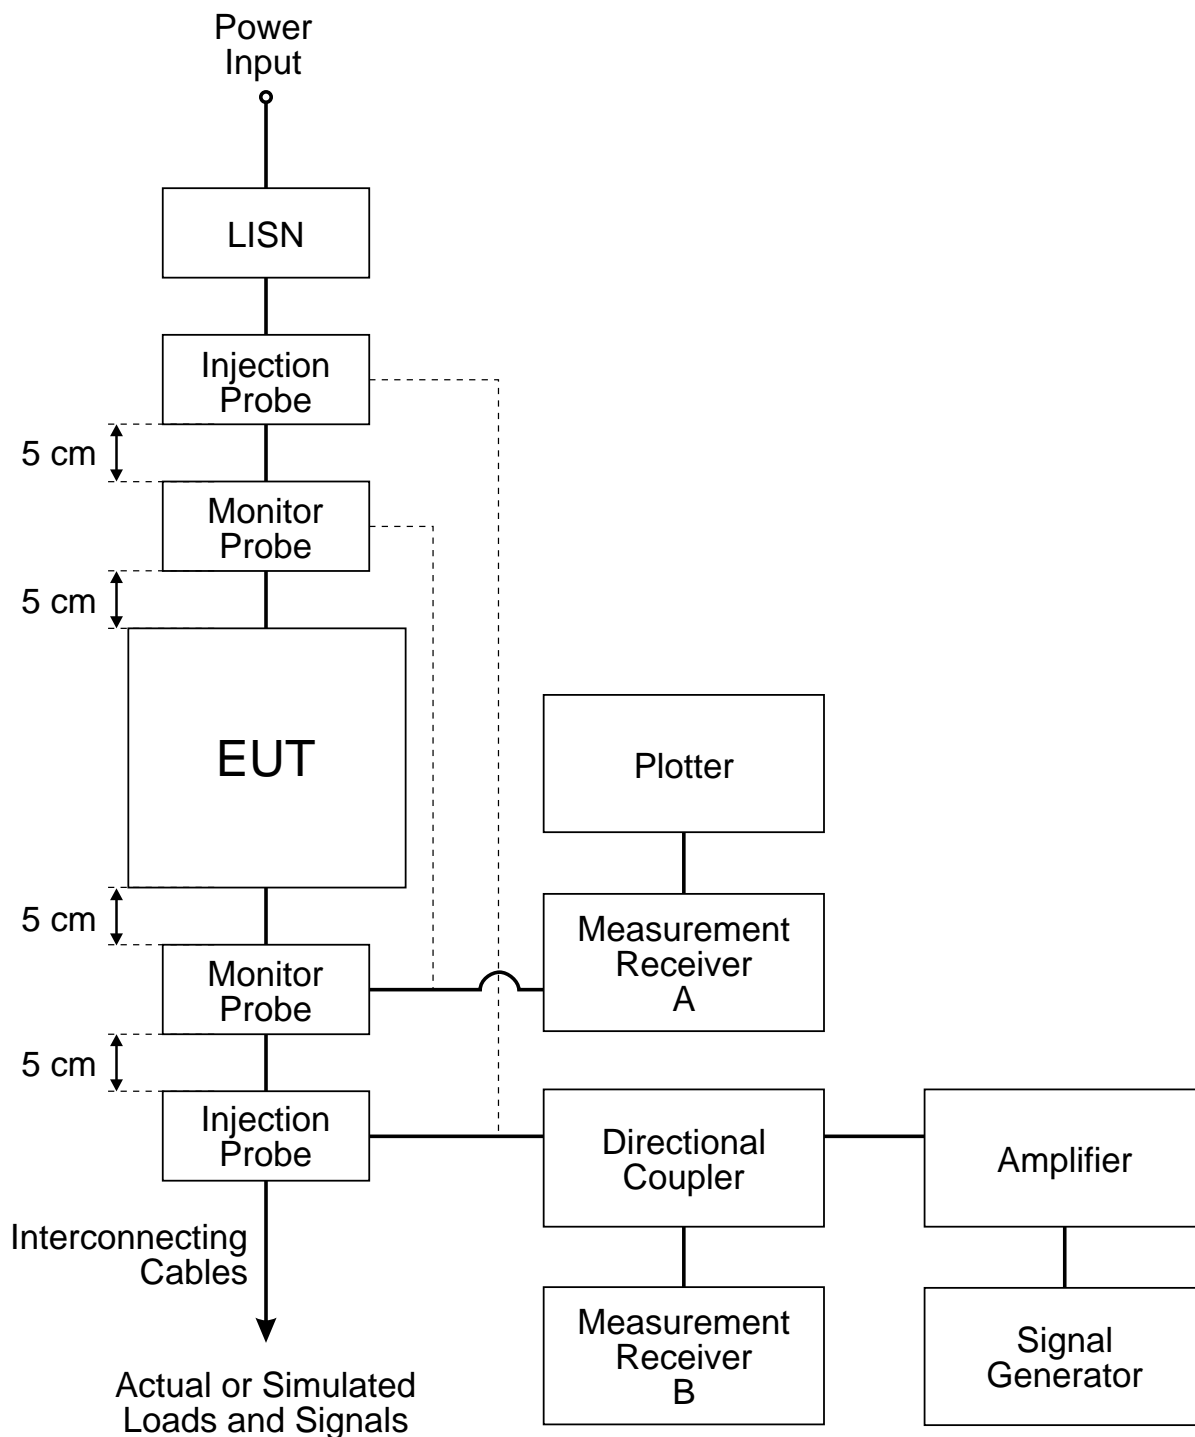 Power
Input
LISN
Injection
Probe
5 cm
Monitor
Probe
5 cm
EUT
Plotter
5 cm
Measurement
Receiver
A
Monitor
Probe
5 cm
Injection
Probe
Directional
Coupler
Amplifier
Interconnecting
Cables
Measurement
Receiver
B
Signal
Generator
Actual or Simulated
Loads and Signals